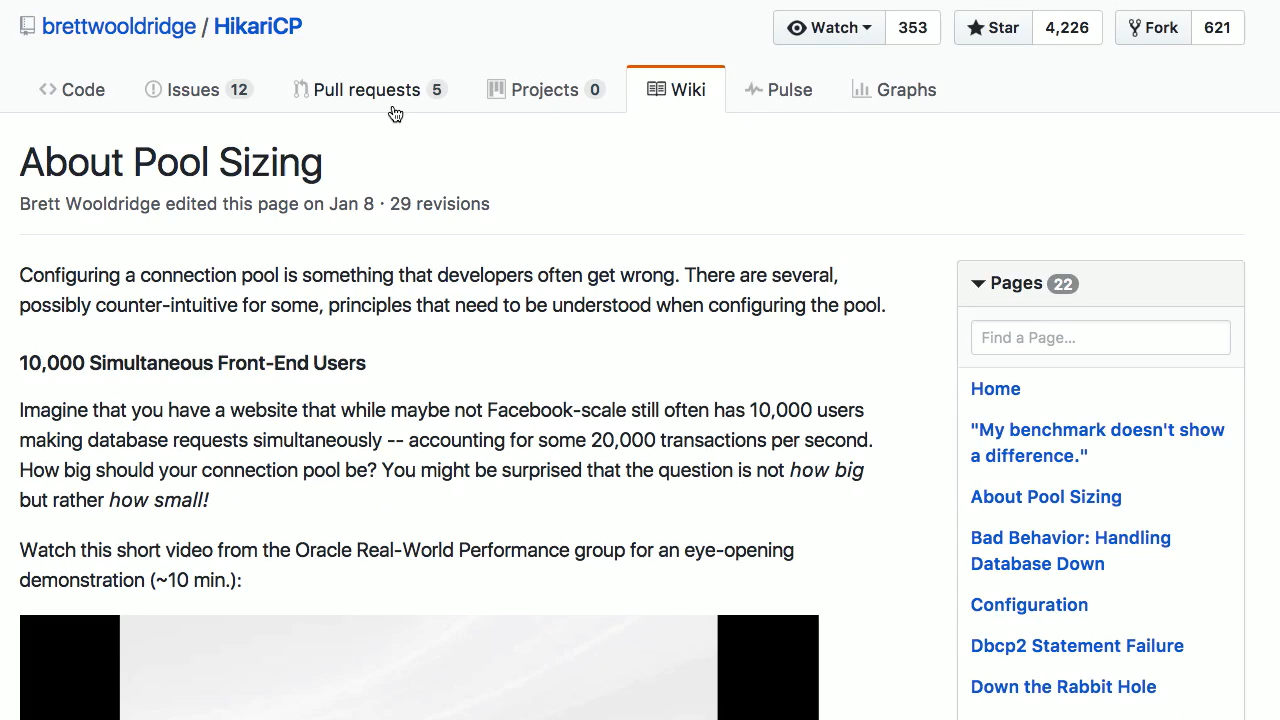 brettwooldridge / HikariCP
Watch 353 Star 4,226 Fork 621
Code Issues 12 Pull requests 5 Projects 0 Wiki Pulse Graphs
About Pool Sizing
Brett Wooldridge edited this page on Jan 8 · 29 revisions
Configuring a connection pool is something that developers often get wrong. There are several,
possibly counter-intuitive for some, principles that need to be understood when configuring the pool.
10,000 Simultaneous Front-End Users
Imagine that you have a website that while maybe not Facebook-scale still often has 10,000 users
making database requests simultaneously -- accounting for some 20,000 transactions per second.
How big should your connection pool be? You might be surprised that the question is not how big
but rather how small!
Watch this short video from the Oracle Real-World Performance group for an eye-opening
demonstration (~10 min.):
Pages 22
Find a Page...
Home
"My benchmark doesn't show
a difference."
About Pool Sizing
Bad Behavior: Handling
Database Down
Configuration
Dbcp2 Statement Failure
Down the Rabbit Hole